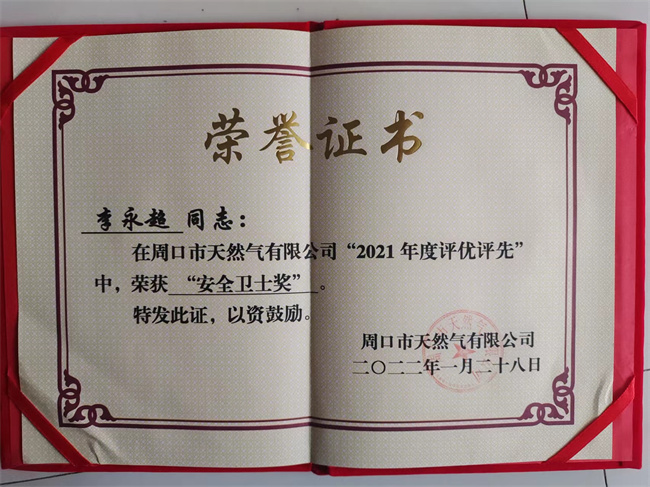 荣誉证书
李永超 同志：
在周口市天然气有限公司“2021年度评优评先”
中，荣获“安全卫士奖”。
特发此证，以资鼓励。
周口市天然气有限公司
二〇二二年一月二十八日